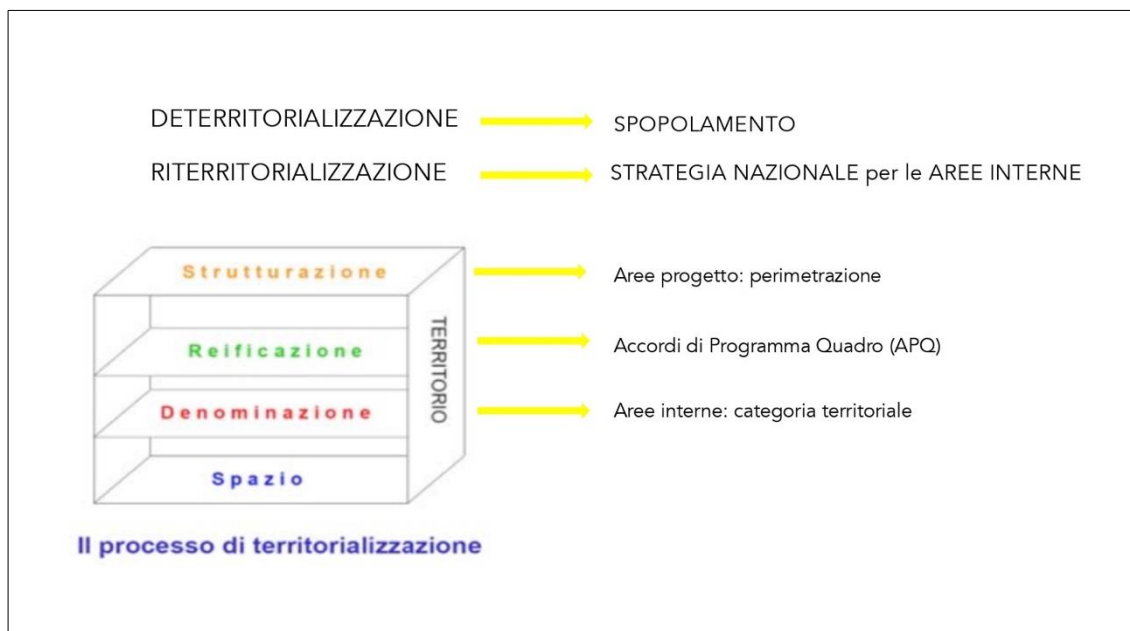 DETERRITORIALIZZAZIONE
SPOPOLAMENTO
RITERRITORIALIZZAZIONE
STRATEGIA NAZIONALE per le AREE INTERNE
Strutturazione
Aree progetto: perimetrazione
Reificazione
Accordi di Programma Quadro (APQ)
Denominazione
Aree interne: categoria territoriale
Spazio
TERRITORIO
Il processo di territorializzazione